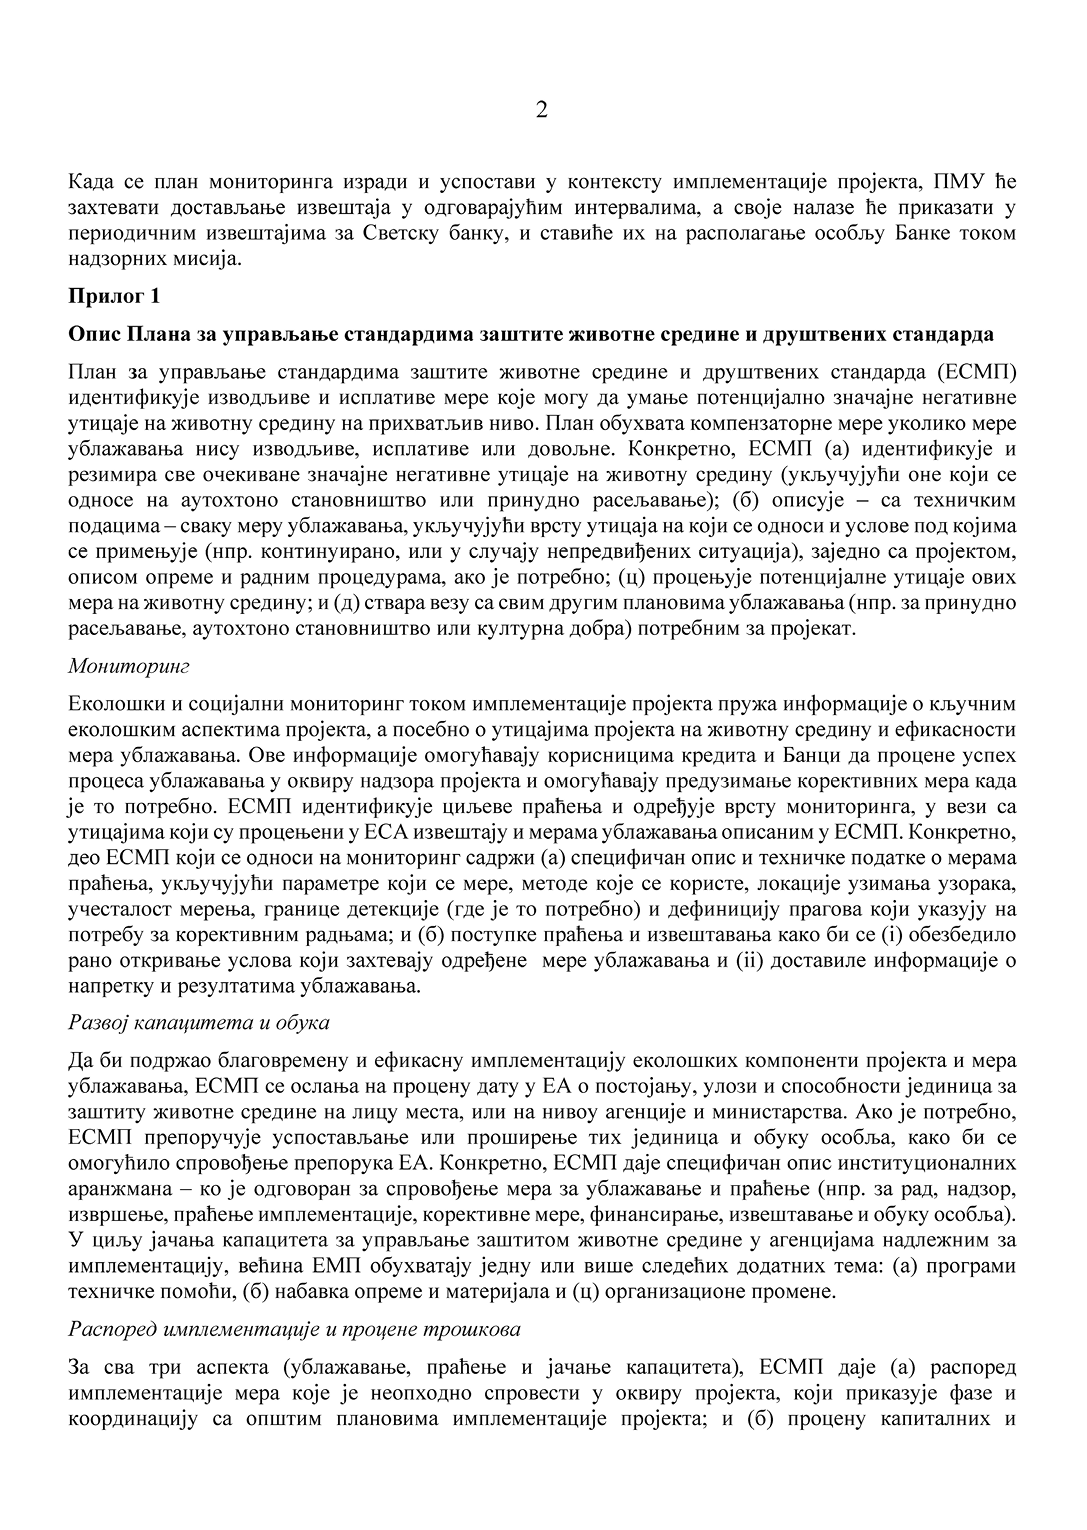 2
Када се план мониторинга изради и успостави у контексту имплементације пројекта, ПМУ ће
захтевати достављање извештаја у одговарајућим интервалима, а своје налазе ће приказати у
периодичним извештајима за Светску банку, и ставиће их на располагање особљу Банке током
надзорних мисија.
Прилог 1
Опис Плана за управљање стандардима заштите животне средине и друштвених стандарда
План за управљање стандардима заштите животне средине и друштвених стандарда (ЕСМП)
идентификује изводљиве и исплативе мере које могу да умање потенцијално значајне негативне
утицаје на животну средину на прихватљив ниво. План обухвата компензаторне мере уколико мере
ублажавања нису изводљиве, исплативе или довољне. Конкретно, ЕСМП (а) идентификује и
резимира све очекиване значајне негативне утицаје на животну средину (укључујући оне који се
односе на аутохтоно становништво или принудно расељавање); (б) описује – са техничким
подацима – сваку меру ублажавања, укључујући врсту утицаја на који се односи и услове под којима
се примењује (нпр. континуирано, или у случају непредвиђених ситуација), заједно са пројектом,
описом опреме и радним процедурама, ако је потребно; (ц) процењује потенцијалне утицаје ових
мера на животну средину; и (д) ствара везу са свим другим плановима ублажавања (нпр. за принудно
расељавање, аутохтоно становништво или културна добра) потребним за пројекат.
Мониторинг
Еколошки и социјални мониторинг током имплементације пројекта пружа информације о кључним
еколошким аспектима пројекта, а посебно о утицајима пројекта на животну средину и ефикасности
мера ублажавања. Ове информације омогућавају корисницима кредита и Банци да процене успех
процеса ублажавања у оквиру надзора пројекта и омогућавају предузимање корективних мера када
је то потребно. ЕСМП идентификује циљеве праћења и одређује врсту мониторинга, у вези са
утицајима који су процењени у ЕСА извештају и мерама ублажавања описаним у ЕСМП. Конкретно,
део ЕСМП који се односи на мониторинг садржи (а) специфичан опис и техничке податке о мерама
праћења, укључујући параметре који се мере, методе које се користе, локације узимања узорака,
учесталост мерења, границе детекције (где је то потребно) и дефиницију прагова који указују на
потребу за корективним радњама; и (б) поступке праћења и извештавања како би се (i) обезбедило
рано откривање услова који захтевају одређене  мере ублажавања и (ii) доставиле информације о
напретку и резултатима ублажавања.
Развој капацитета и обука
Да би подржао благовремену и ефикасну имплементацију еколошких компоненти пројекта и мера
ублажавања, ЕСМП се ослања на процену дату у ЕА о постојању, улози и способности јединица за
заштиту животне средине на лицу места, или на нивоу агенције и министарства. Ако је потребно,
ЕСМП препоручује успостављање или проширење тих јединица и обуку особља, како би се
омогућило спровођење препорука ЕА. Конкретно, ЕСМП даје специфичан опис институционалних
аранжмана – ко је одговоран за спровођење мера за ублажавање и праћење (нпр. за рад, надзор,
извршење, праћење имплементације, корективне мере, финансирање, извештавање и обуку особља).
У циљу јачања капацитета за управљање заштитом животне средине у агенцијама надлежним за
имплементацију, већина ЕМП обухватају једну или више следећих додатних тема: (а) програми
техничке помоћи, (б) набавка опреме и материјала и (ц) организационе промене.
Распоред имплементације и процене трошкова
За сва три аспекта (ублажавање, праћење и јачање капацитета), ЕСМП даје (а) распоред
имплементације мера које је неопходно спровести у оквиру пројекта, који приказује фазе и
координацију са општим плановима имплементације пројекта; и (б) процену капиталних и